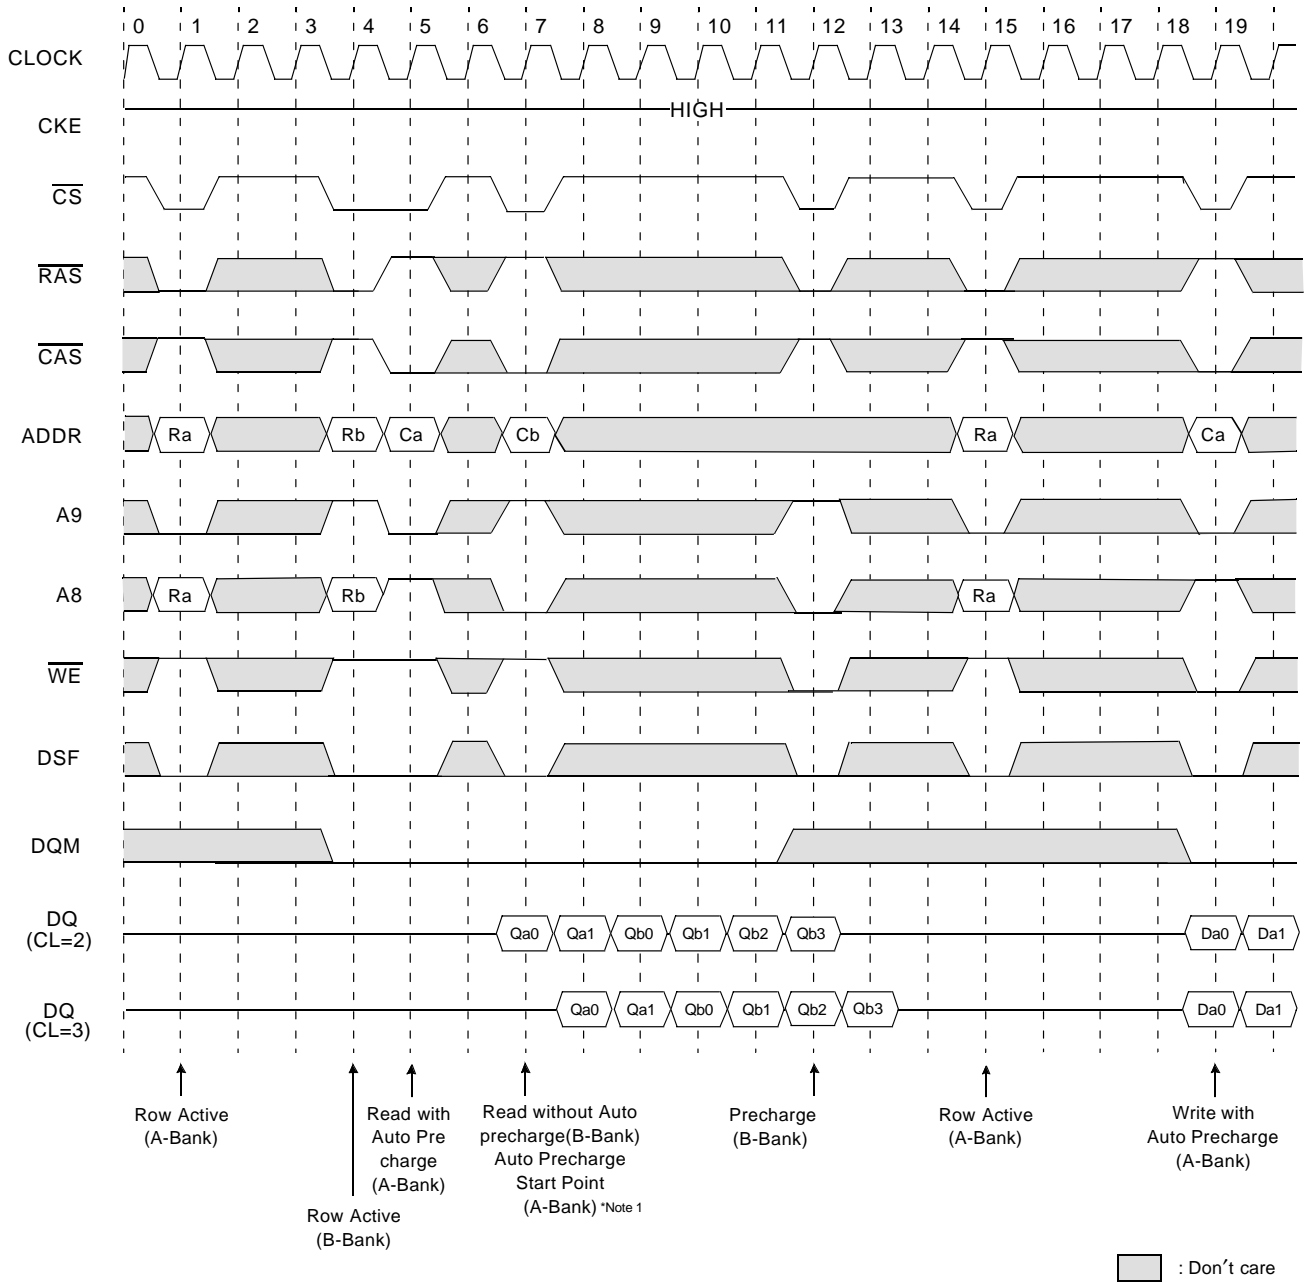 0 1 2 3 4 5 6 7 8 9 10 11 12 13 14 15 16 17 18 19
CLOCK
HIGH
CKE
CS
RAS
CAS
ADDR Ra Rb Ca Cb Ra Ca
A9
A8 Ra Rb Ra
WE
DSF
DQM
DQ
(CL=2)
Qa0 Qa1 Qb0 Qb1 Qb2 Qb3 Da0 Da1
DQ
(CL=3)
Qa0 Qa1 Qb0 Qb1 Qb2 Qb3 Da0 Da1
Row Active
(A-Bank)
Row Active
(B-Bank)
Read with
Auto Pre
charge
(A-Bank)
Read without Auto
precharge(B-Bank)
Auto Precharge
Start Point
(A-Bank) *Note 1
Precharge
(B-Bank)
Row Active
(A-Bank)
Write with
Auto Precharge
(A-Bank)
: Don't care